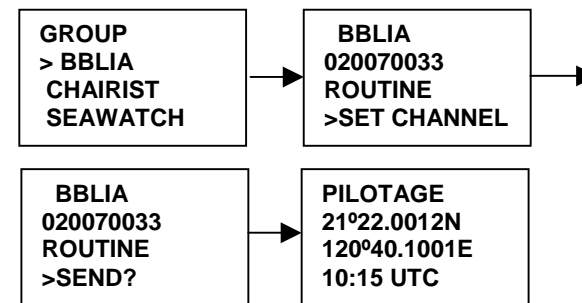 GROUP
> BBLIA
CHAIRIST
SEAWATCH
BBLIA
020070033
ROUTINE
>SET CHANNEL
BBLIA
020070033
ROUTINE
>SEND?
PILOTAGE
21º22.0012N
120º40.1001E
10:15 UTC